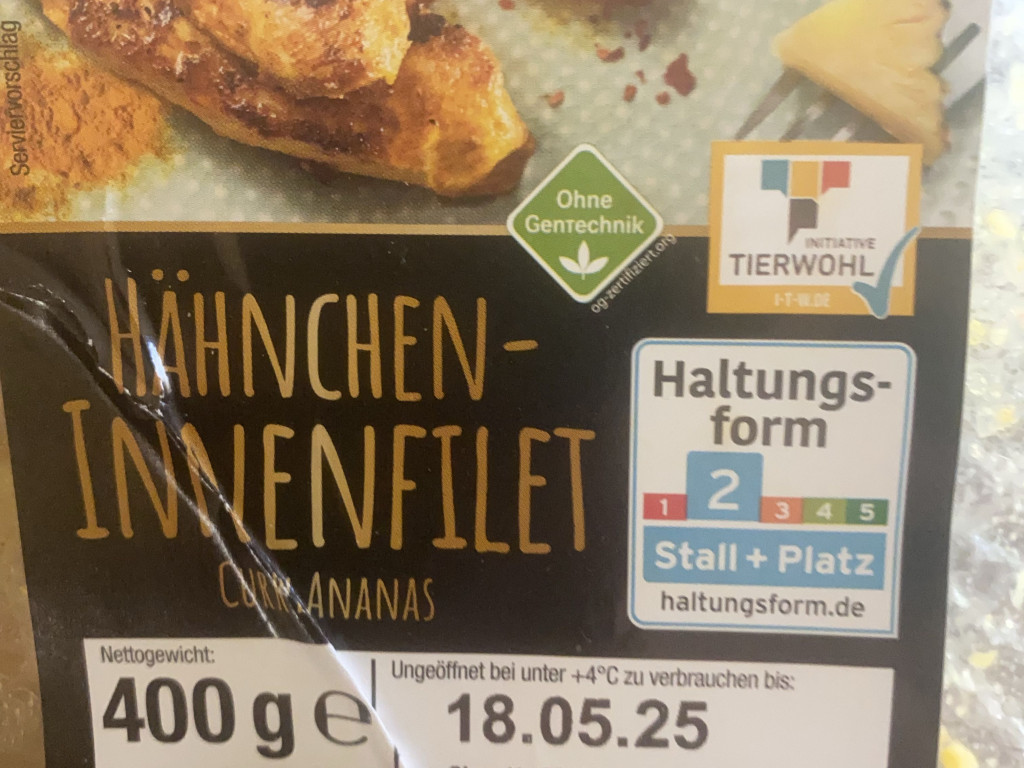 Serviervorschlag
Ohne
GenTechnik
og-zertifiziert.org
INITIATIVE
TIERWOHL
I-T-W.DE
HÄHNCHEN-
INNENFILET
CURRY ANANAS
Haltungs-
form
1 2 3 4 5
Stall + Platz
haltungsform.de
Nettogewicht:
400 g e
Ungeöffnet bei unter +4°C zu verbrauchen bis:
18.05.25